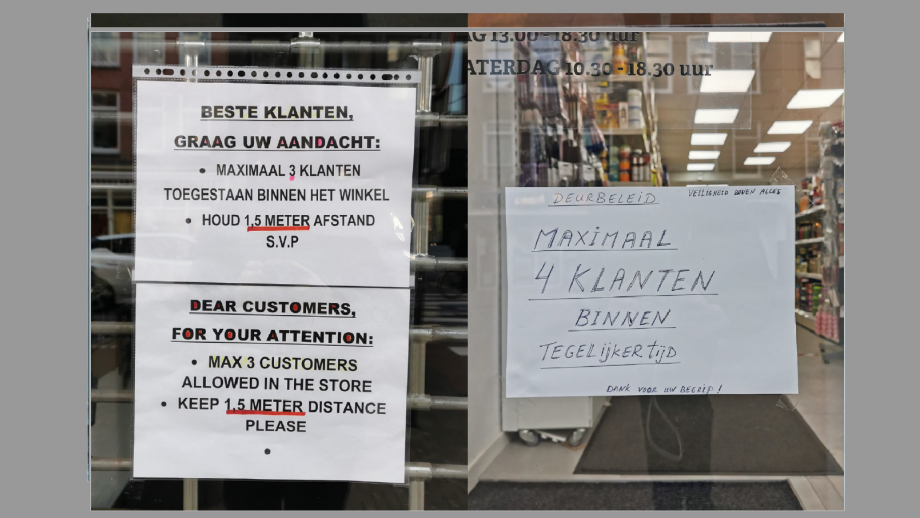 BESTE KLANTEN,
GRAAG UW AANDACHT:
• MAXIMAAL 3 KLANTEN
TOEGESTAAN BINNEN HET WINKEL
• HOUD 1,5 METER AFSTAND
S.V.P
DEAR CUSTOMERS,
FOR YOUR ATTENTION:
• MAX 3 CUSTOMERS
ALLOWED IN THE STORE
• KEEP 1,5 METER DISTANCE
PLEASE
•
AG 13.00 - 18.30 uur
ATERDAG 10.30 - 18.30 uur
DEURBELEID
VEILIGHEID BOVEN ALLES
MAXIMAAL
4 KLANTEN
BINNEN
TEGELIJKERTIJD
DANK VOOR UW BEGRIP!